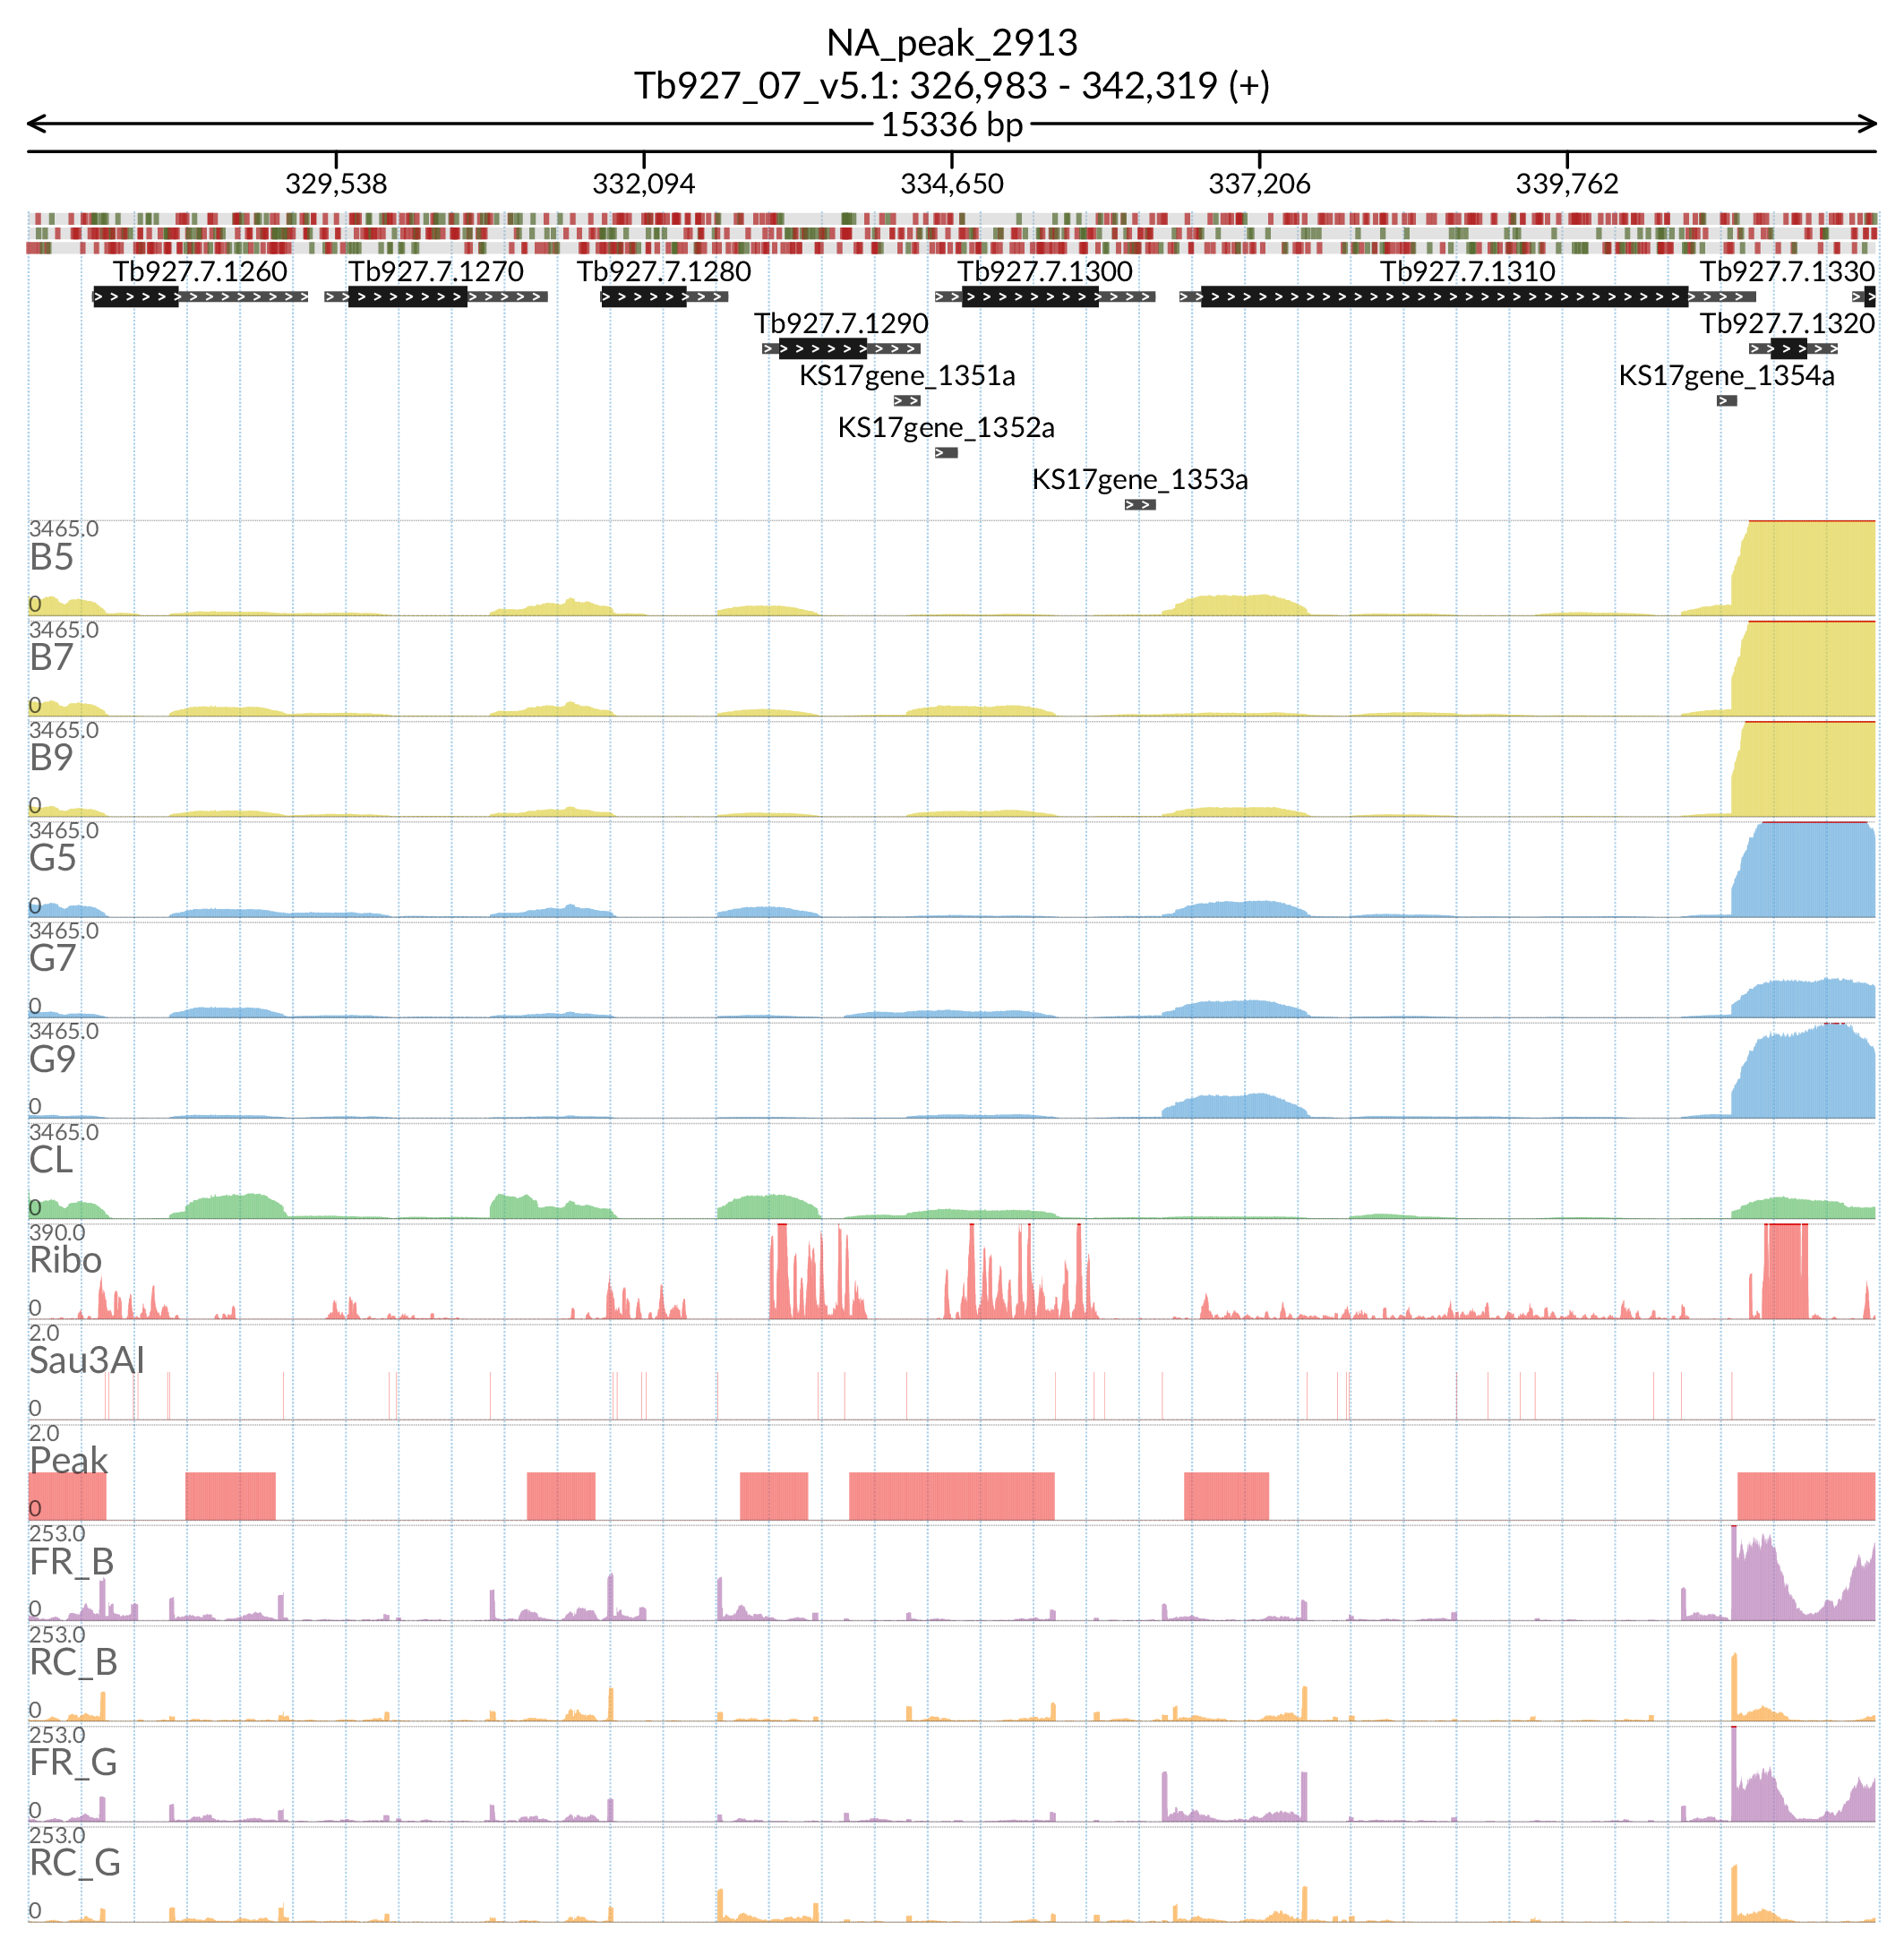 NA_peak_2913
Tb927_07_v5.1: 326,983 - 342,319 (+)
15336 bp
329,538 332,094 334,650 337,206 339,762
Tb927.7.1260 Tb927.7.1270 Tb927.7.1280 Tb927.7.1300 Tb927.7.1310 Tb927.7.1330
Tb927.7.1290 Tb927.7.1320
KS17gene_1351a KS17gene_1354a
KS17gene_1352a
KS17gene_1353a
3465.0
B5
0
3465.0
B7
0
3465.0
B9
0
3465.0
G5
0
3465.0
G7
0
3465.0
G9
0
3465.0
CL
0
390.0
Ribo
0
2.0
Sau3AI
0
2.0
Peak
0
253.0
FR_B
0
253.0
RC_B
0
253.0
FR_G
0
253.0
RC_G
0